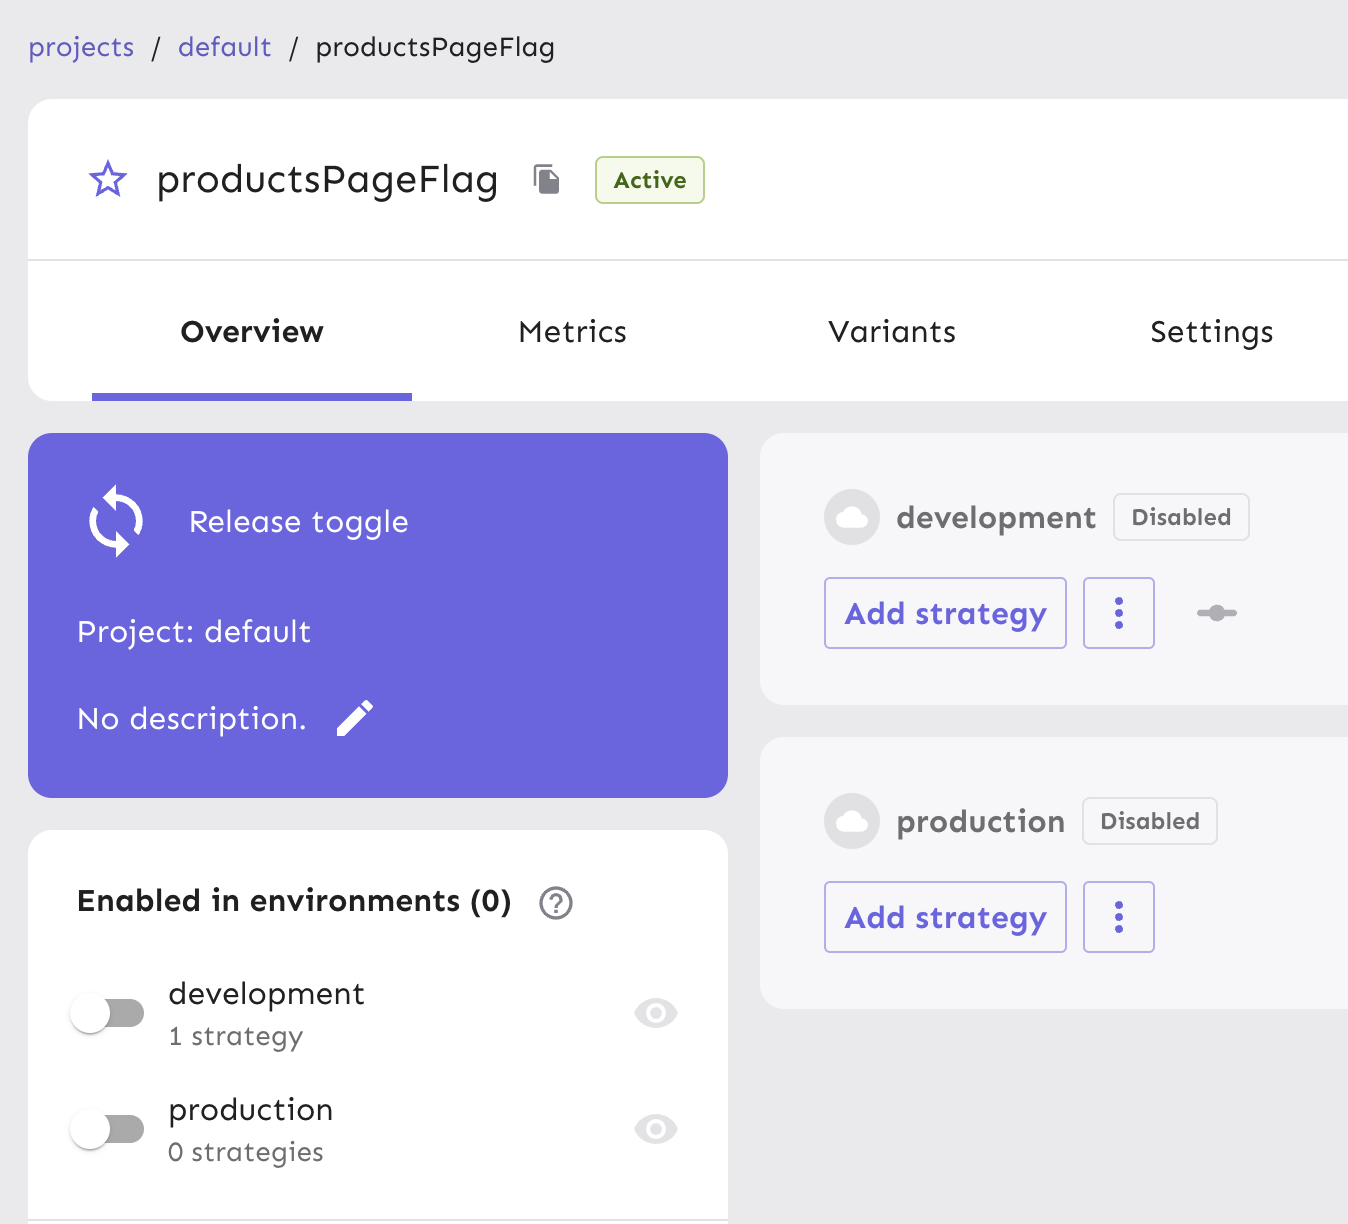 projects / default / productsPageFlag
productsPageFlag Active
Overview Metrics Variants Settings
Release toggle
Project: default
No description.
Enabled in environments (0) ?
development
1 strategy
production
0 strategies
development Disabled
Add strategy
production Disabled
Add strategy